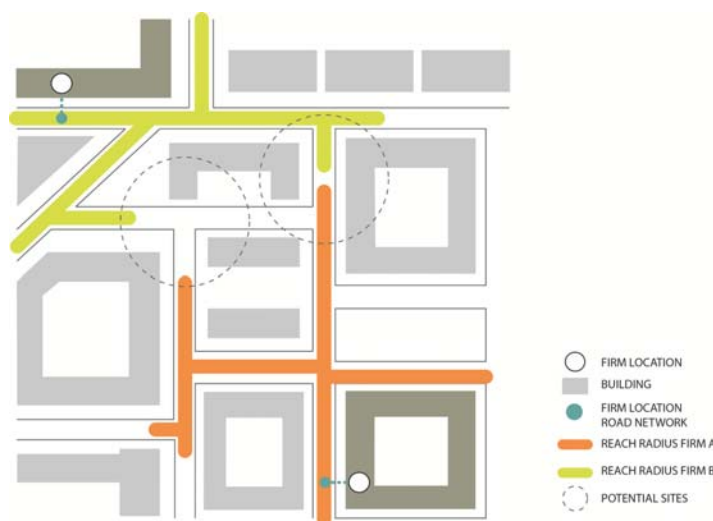 FIRM LOCATION
BUILDING
FIRM LOCATION
ROAD NETWORK
REACH RADIUS FIRM A
REACH RADIUS FIRM B
POTENTIAL SITES